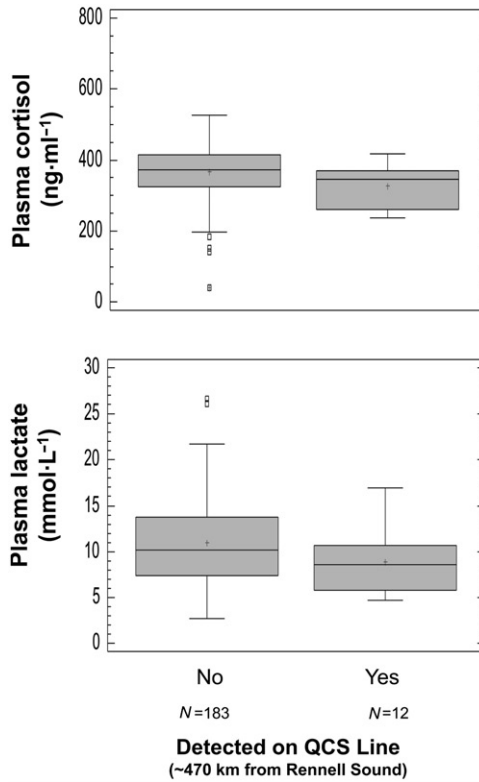 800
600
400
200
0
Plasma cortisol
(ng·ml⁻¹)
30
25
20
15
10
5
0
Plasma lactate
(mmol·L⁻¹)
No Yes
N=183 N=12
Detected on QCS Line
(~470 km from Rennell Sound)